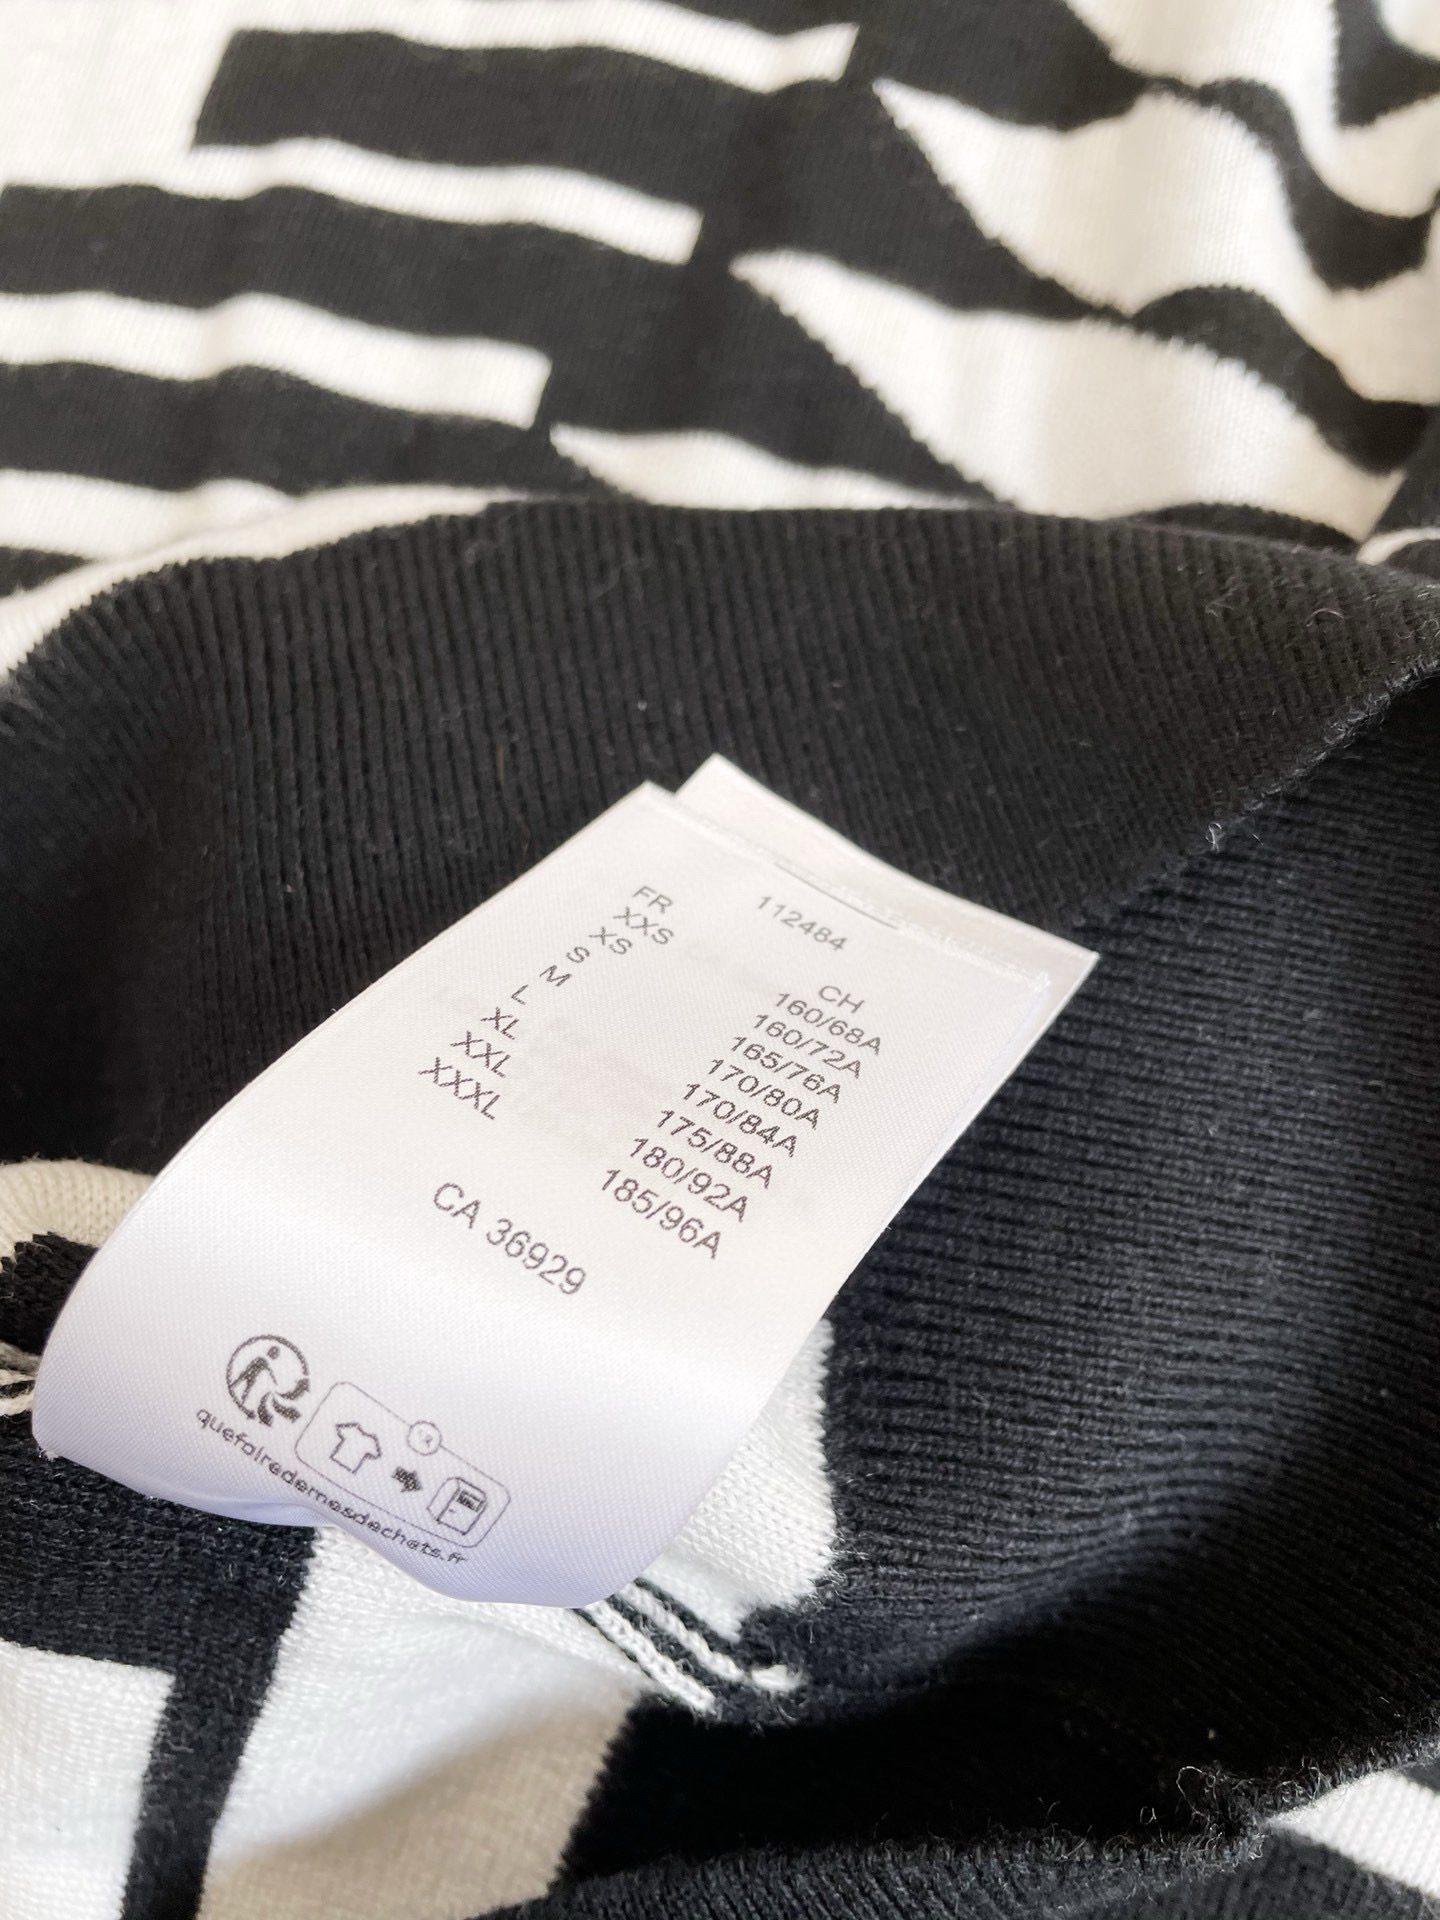 112484
FR CH
XXS 160/68A
XS 160/72A
S 165/76A
M 170/80A
L 170/84A
XL 175/88A
XXL 180/92A
XXXL 185/96A
CA 36929
FR
quefairedemesdechets.fr